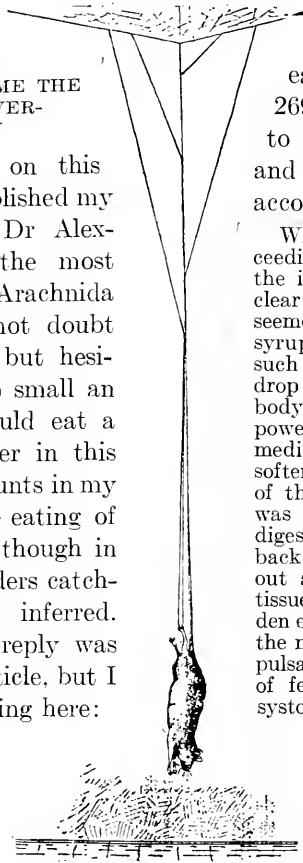 ME THE
VER-
on this
lished my
Dr Alex-
the most
Arachnida
not doubt
but hesi-
small an
uld eat a
er in this
unts in my
eating of
though in
ders catch-
inferred.
reply was
ticle, but I
ing here:
ea
269
to
and
acco
W
ceedi
the i
clear
seeme
syrup
such
drop
body
powe
medi
softer
of th
was
diges
back
out a
tissue
den e
the n
pulsa
of fe
systo